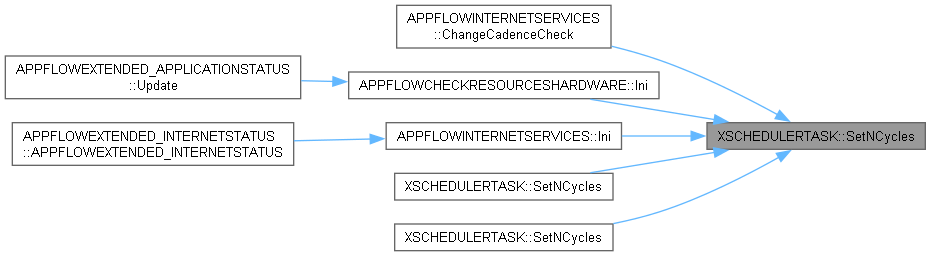 APPFLOWINTERNETSERVICES
::ChangeCadenceCheck
APPFLOWEXTENDED_APPLICATIONSTATUS
::Update
APPFLOWCHECKRESOURCESHARDWARE::Ini
XSCHEDULERTASK::SetNCycles
APPFLOWEXTENDED_INTERNETSTATUS
::APPFLOWEXTENDED_INTERNETSTATUS
APPFLOWINTERNETSERVICES::Ini
XSCHEDULERTASK::SetNCycles
XSCHEDULERTASK::SetNCycles